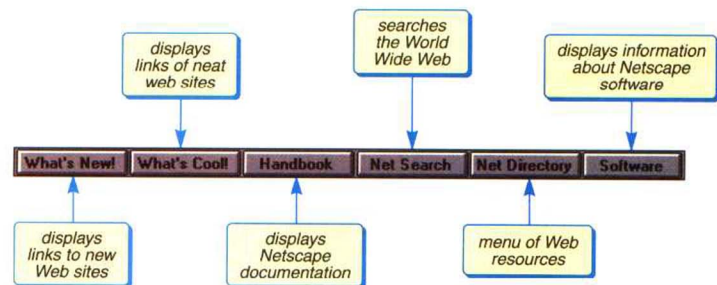 displays
links of neat
web sites
searches
the World
Wide Web
displays information
about Netscape
software
What's New!
What's Cool!
Handbook
Net Search
Net Directory
Software
displays
links to new
Web sites
displays
Netscape
documentation
menu of Web
resources